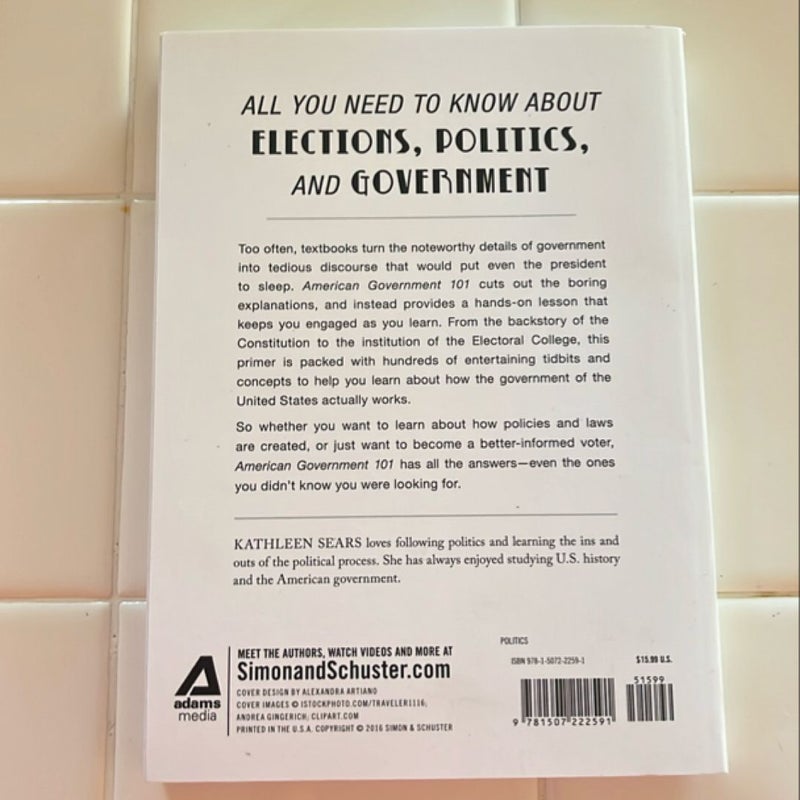 ALL YOU NEED TO KNOW ABOUT
ELECTIONS, POLITICS,
AND GOVERNMENT
Too often, textbooks turn the noteworthy details of government
into tedious discourse that would put even the president
to sleep. American Government 101 cuts out the boring
explanations, and instead provides a hands-on lesson that
keeps you engaged as you learn. From the backstory of the
Constitution to the institution of the Electoral College, this
primer is packed with hundreds of entertaining tidbits and
concepts to help you learn about how the government of the
United States actually works.
So whether you want to learn about how policies and laws
are created, or just want to become a better-informed voter,
American Government 101 has all the answers—even the ones
you didn't know you were looking for.
KATHLEEN SEARS loves following politics and learning the ins and
outs of the political process. She has always enjoyed studying U.S. history
and the American government.
adams
media
MEET THE AUTHORS, WATCH VIDEOS AND MORE AT
SimonandSchuster.com
COVER DESIGN BY ALEXANDRA ARTIANO
COVER IMAGES © ISTOCKPHOTO.COM/TRAVELER1116;
ANDREA GINGERICH; CLIPART.COM
PRINTED IN THE U.S.A. COPYRIGHT © 2016 SIMON & SCHUSTER
POLITICS
ISBN 978-1-5072-2259-1
$15.99 U.S.
51599
9 781507 222591